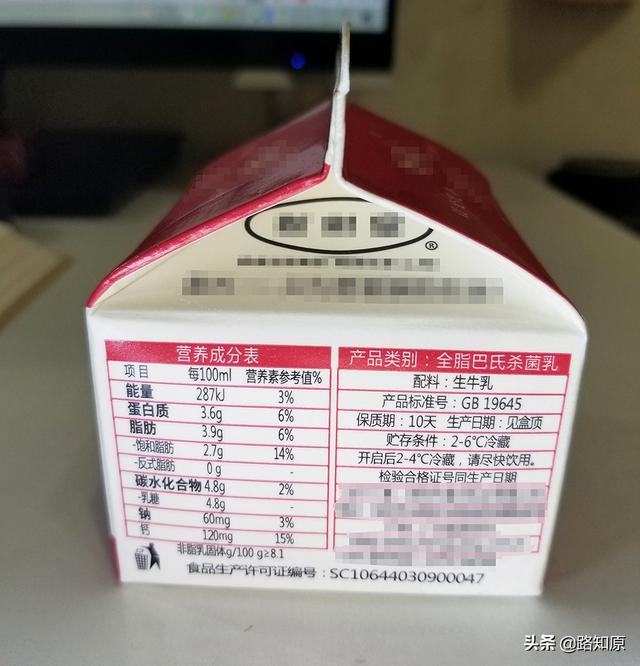 ®
营养成分表
项目 每100ml 营养素参考值%
能量 287kJ 3%
蛋白质 3.6g 6%
脂肪 3.9g 6%
-饱和脂肪 2.7g 14%
-反式脂肪 0g -
碳水化合物 4.8g 2%
-乳糖 4.8g -
钠 60mg 3%
钙 120mg 15%
非脂乳固体g/100 g≥8.1
产品类别：全脂巴氏杀菌乳
配料：生牛乳
产品标准号：GB 19645
保质期：10天 生产日期：见盒顶
贮存条件：2-6℃冷藏
开启后2-4℃冷藏，请尽快饮用。
检验合格证号同生产日期
食品生产许可证编号：SC10644030900047
头条 @路知原